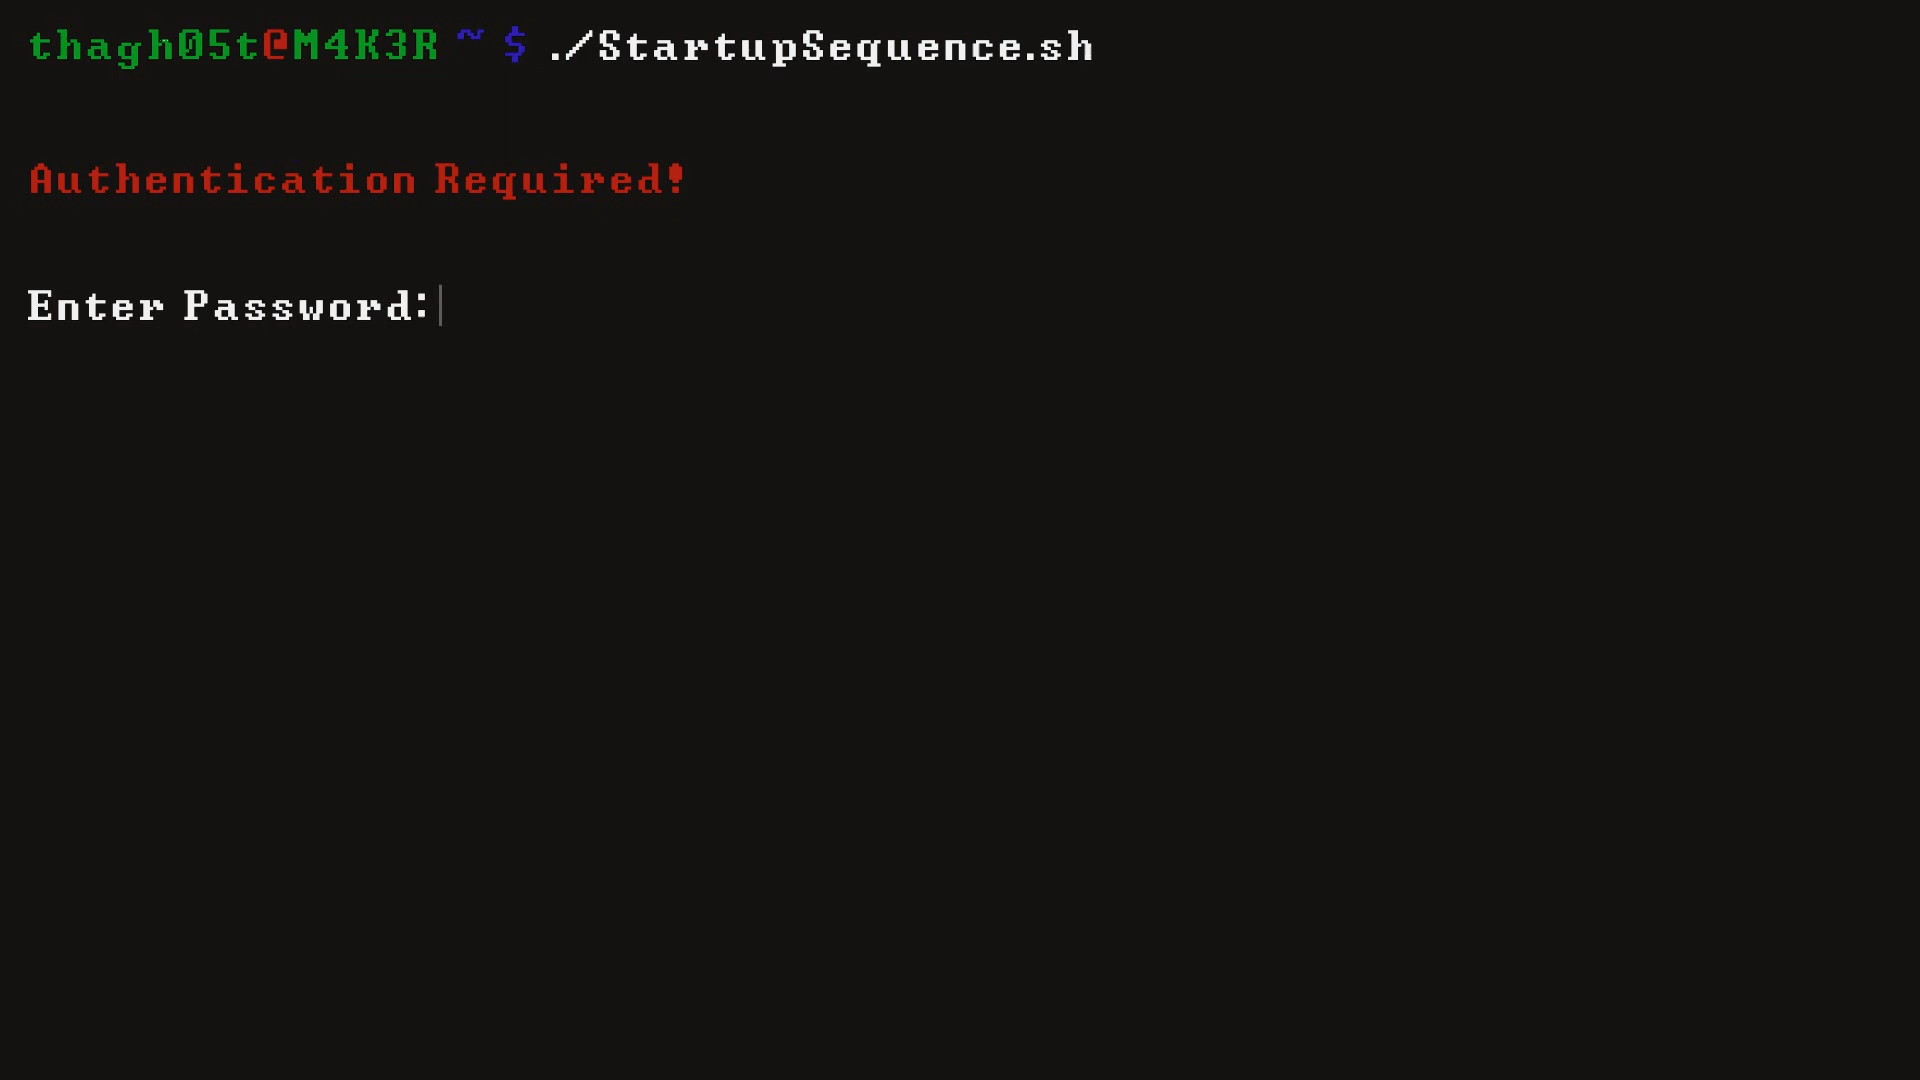 thagh05t@M4K3R ~ $ ./StartupSequence.sh
Authentication Required!
Enter Password: